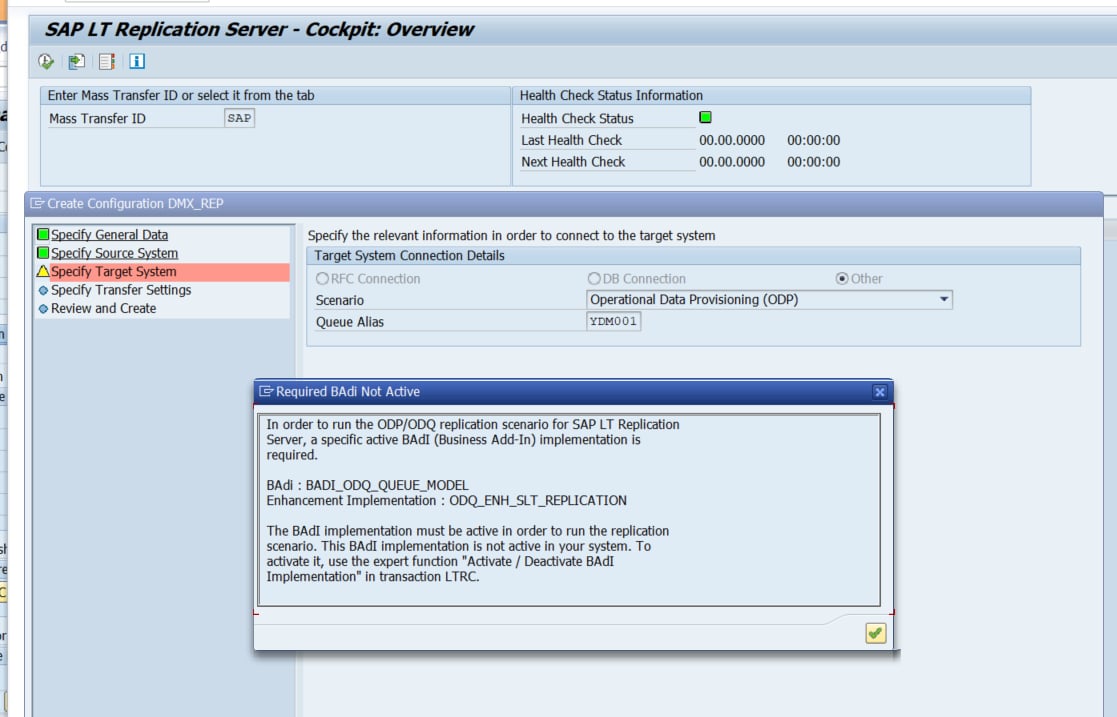 SAP LT Replication Server - Cockpit: Overview
Enter Mass Transfer ID or select it from the tab
Health Check Status Information
Mass Transfer ID SAP
Health Check Status
Last Health Check 00.00.0000 00:00:00
Next Health Check 00.00.0000 00:00:00
Create Configuration DMX_REP
Specify General Data
Specify Source System
Specify Target System
Specify Transfer Settings
Review and Create
Specify the relevant information in order to connect to the target system
Target System Connection Details
RFC Connection DB Connection Other
Scenario Operational Data Provisioning (ODP)
Queue Alias YDM001
Required BAdi Not Active
In order to run the ODP/ODQ replication scenario for SAP LT Replication
Server, a specific active BAdI (Business Add-In) implementation is
required.
BAdi : BADI_ODQ_QUEUE_MODEL
Enhancement Implementation : ODQ_ENH_SLT_REPLICATION
The BAdI implementation must be active in order to run the replication
scenario. This BAdI implementation is not active in your system. To
activate it, use the expert function "Activate / Deactivate BAdI
Implementation" in transaction LTRC.